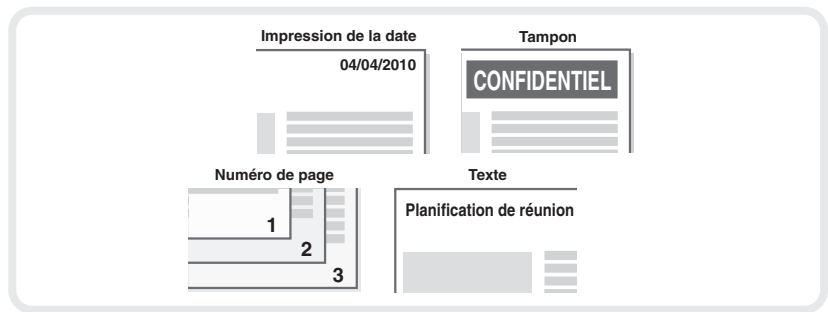 Impression de la date
04/04/2010
Tampon
CONFIDENTIEL
Numéro de page
1
2
3
Texte
Planification de réunion